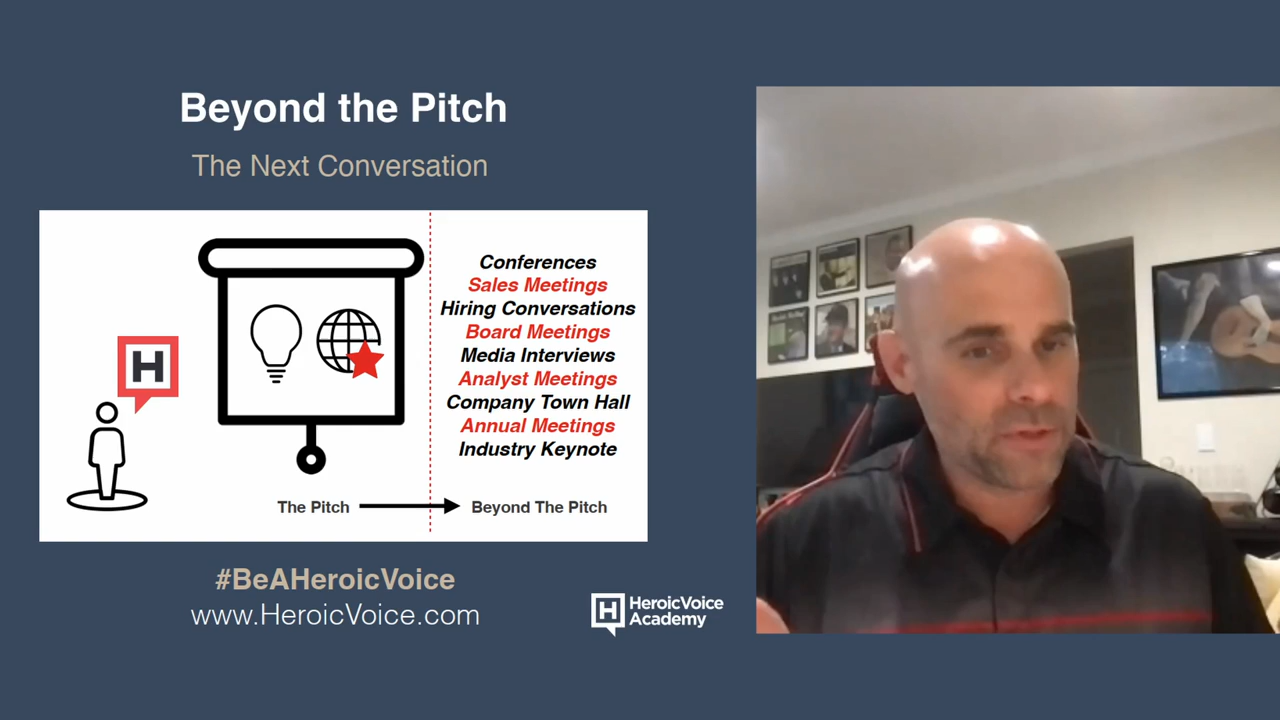 Beyond the Pitch
The Next Conversation
H
Conferences
Sales Meetings
Hiring Conversations
Board Meetings
Media Interviews
Analyst Meetings
Company Town Hall
Annual Meetings
Industry Keynote
The Pitch
Beyond The Pitch
#BeAHeroicVoice
www.HeroicVoice.com
H HeroicVoice
Academy